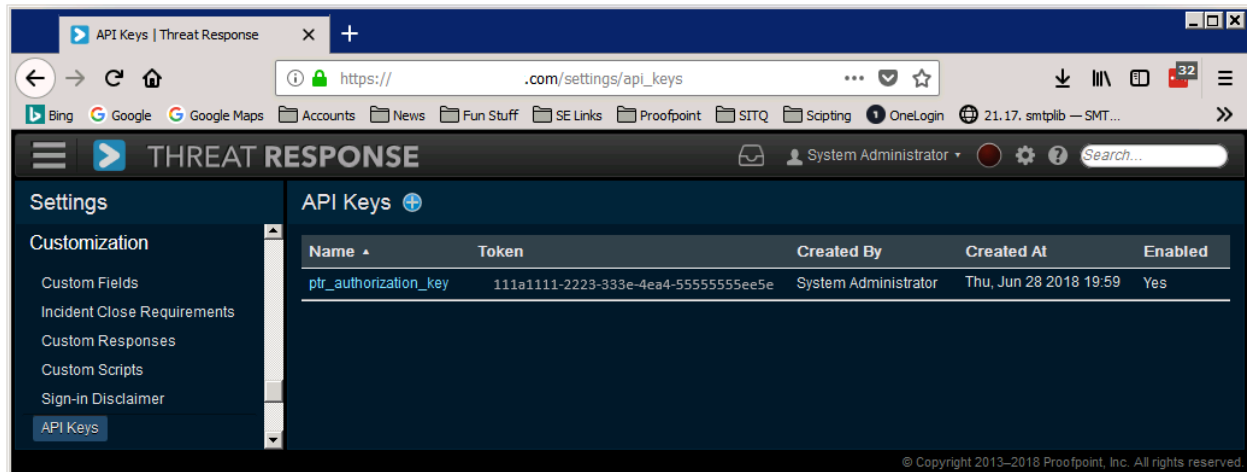 API Keys | Threat Response
32
https:// .com/settings/api_keys
Bing Google Google Maps Accounts News Fun Stuff SE Links Proofpoint SITQ Scipting 1 OneLogin 21.17. smtplib — SMT...
THREAT RESPONSE System Administrator Search...
Settings API Keys
Customization
Name Token Created By Created At Enabled
Custom Fields
ptr_authorization_key 111a1111-2223-333e-4ea4-55555555ee5e System Administrator Thu, Jun 28 2018 19:59 Yes
Incident Close Requirements
Custom Responses
Custom Scripts
Sign-in Disclaimer
API Keys
© Copyright 2013–2018 Proofpoint, Inc. All rights reserved.